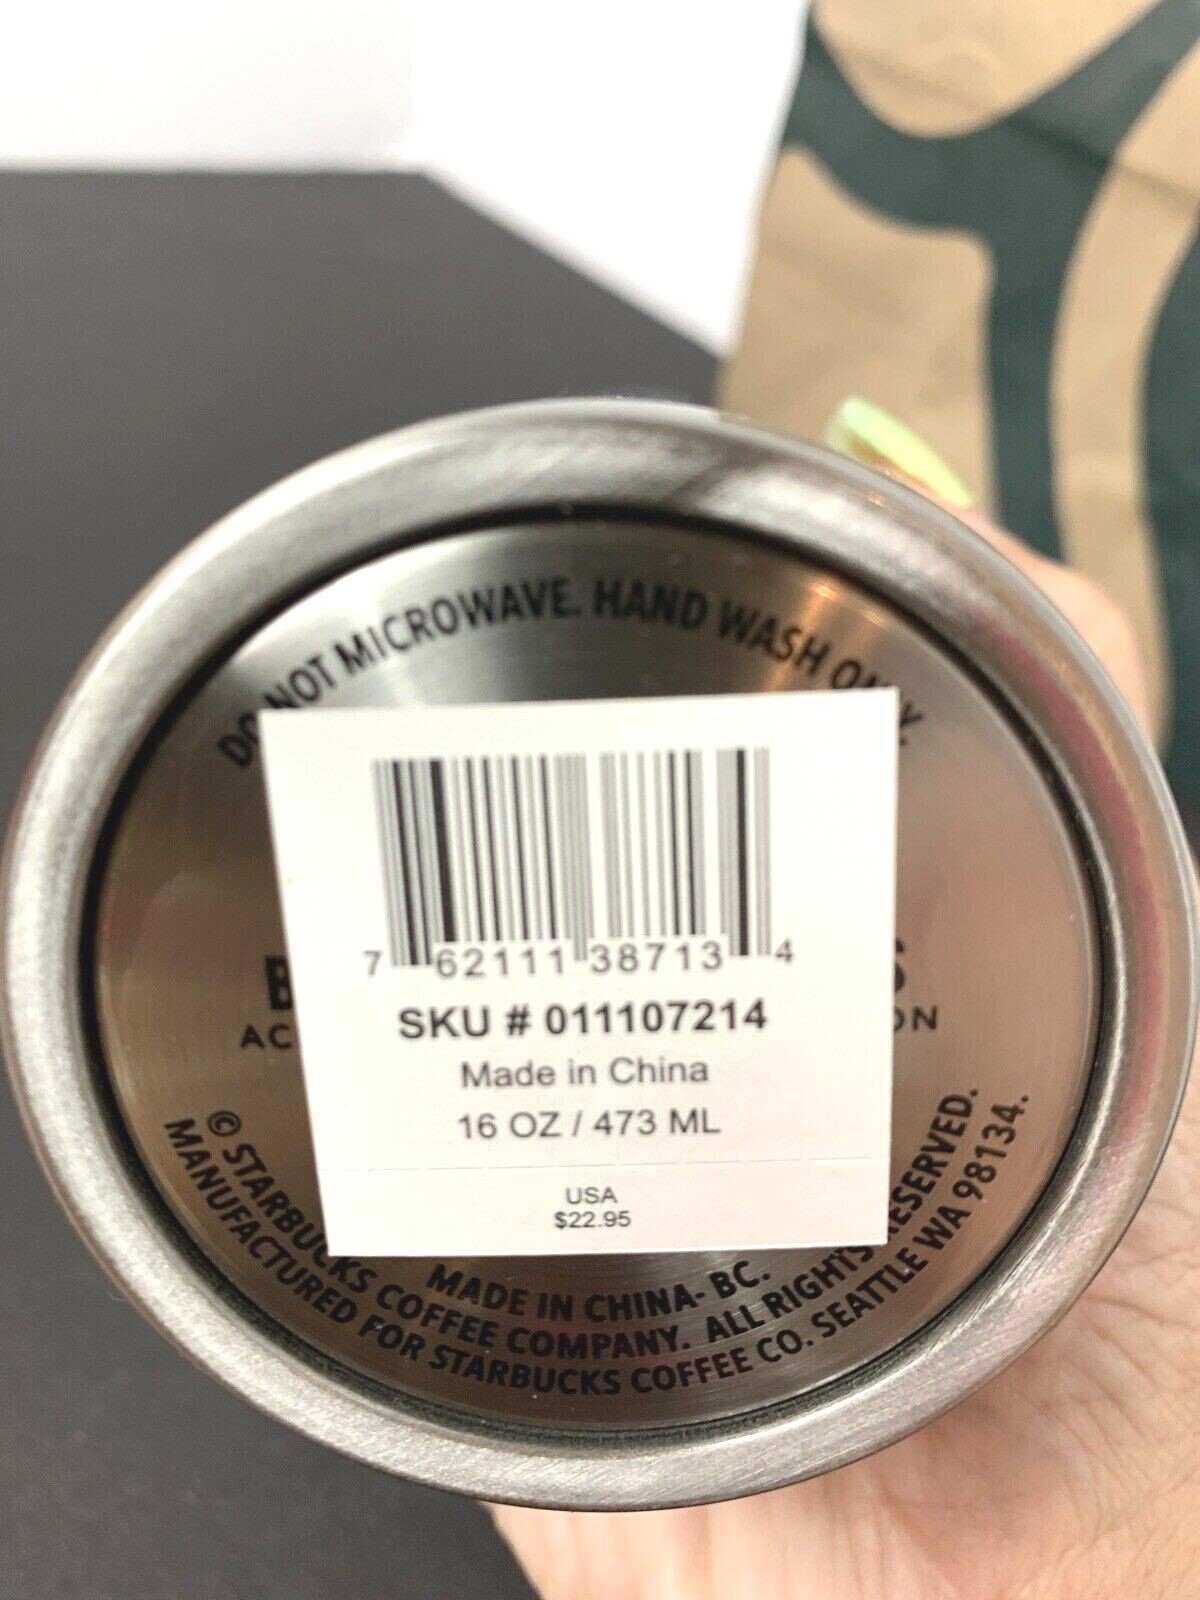 DO NOT MICROWAVE. HAND WASH ONLY.
7 62111 38713 4
SKU # 011107214
Made in China
16 OZ / 473 ML
USA
$22.95
MADE IN CHINA- BC.
© STARBUCKS COFFEE COMPANY. ALL RIGHTS RESERVED.
MANUFACTURED FOR STARBUCKS COFFEE CO. SEATTLE WA 98134.